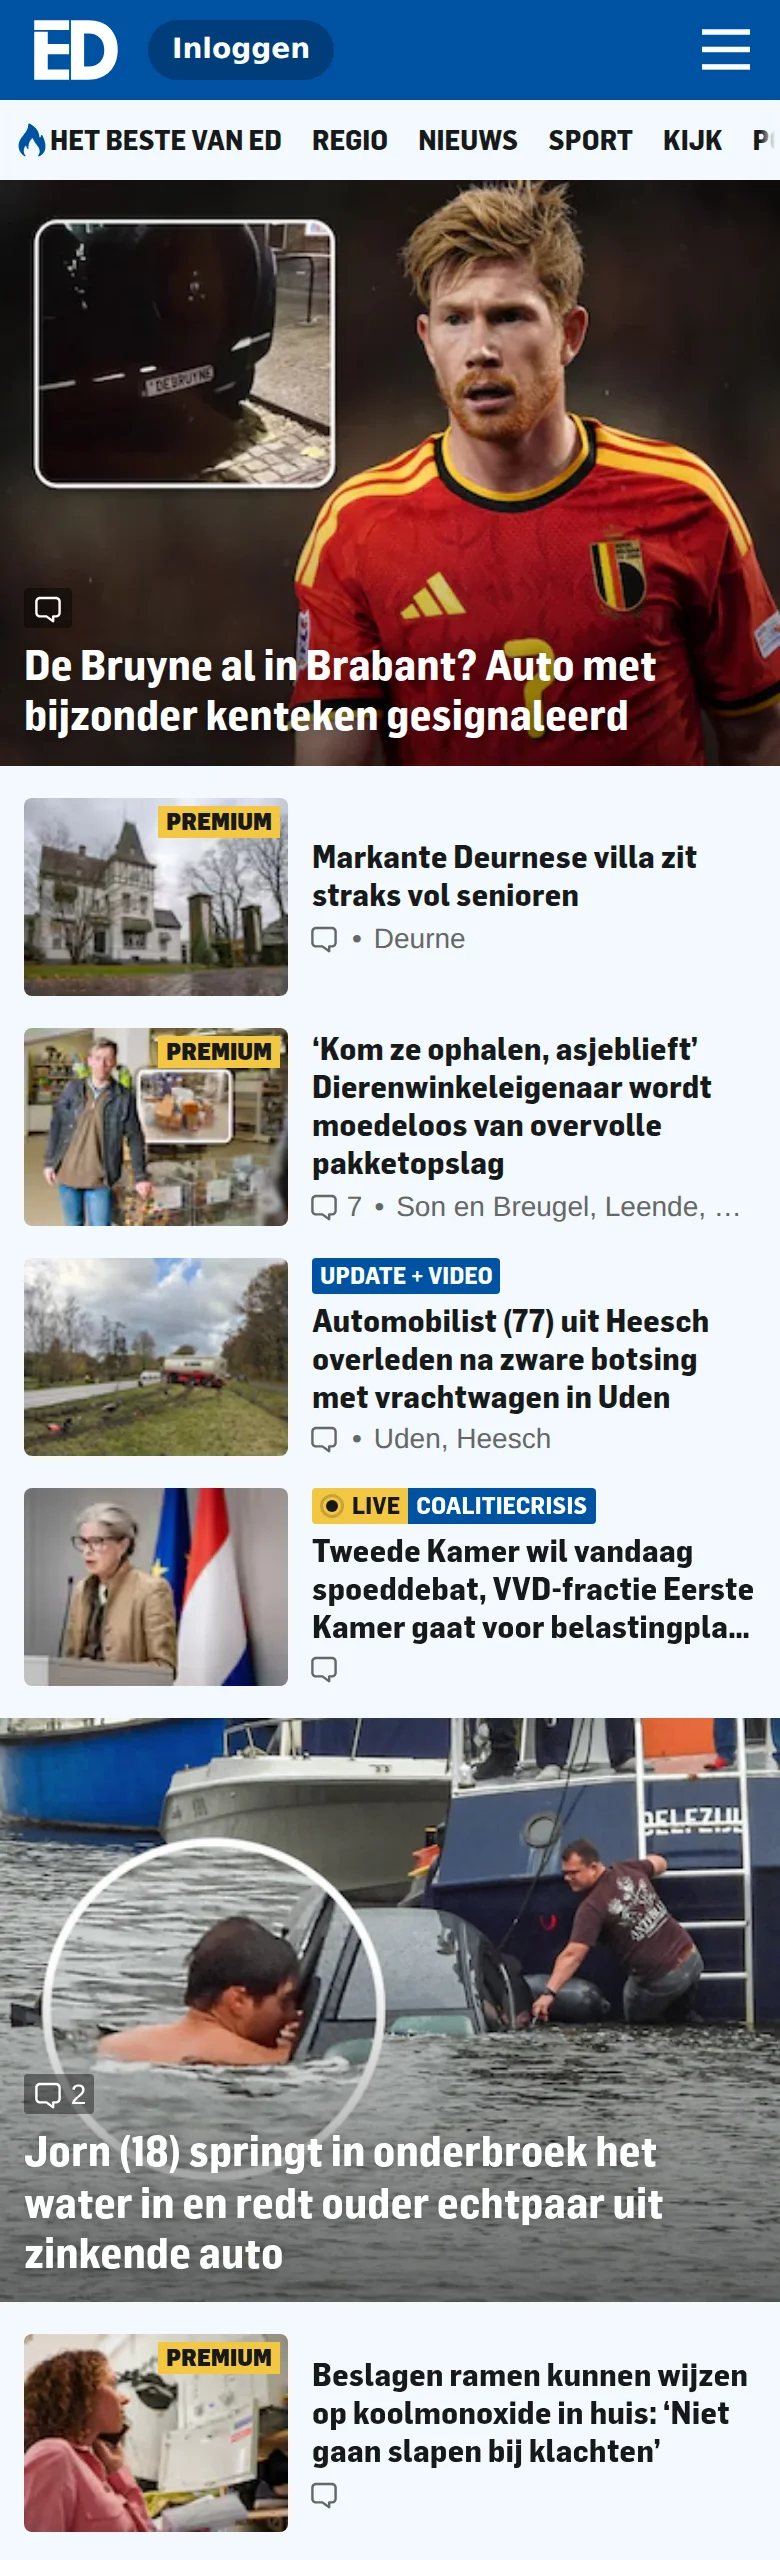 ED
Inloggen
HET BESTE VAN ED REGIO NIEUWS SPORT KIJK
DEBRUYNE
De Bruyne al in Brabant? Auto met
bijzonder kenteken gesignaleerd
PREMIUM
Markante Deurnese villa zit
straks vol senioren
• Deurne
PREMIUM
‘Kom ze ophalen, asjeblieft’
Dierenwinkeleigenaar wordt
moedeloos van overvolle
pakketopslag
7 • Son en Breugel, Leende, …
UPDATE + VIDEO
Automobilist (77) uit Heesch
overleden na zware botsing
met vrachtwagen in Uden
• Uden, Heesch
LIVE COALITIECRISIS
Tweede Kamer wil vandaag
spoeddebat, VVD-fractie Eerste
Kamer gaat voor belastingpla...
DELFZIJL
2
Jorn (18) springt in onderbroek het
water in en redt ouder echtpaar uit
zinkende auto
PREMIUM
Beslagen ramen kunnen wijzen
op koolmonoxide in huis: ‘Niet
gaan slapen bij klachten’